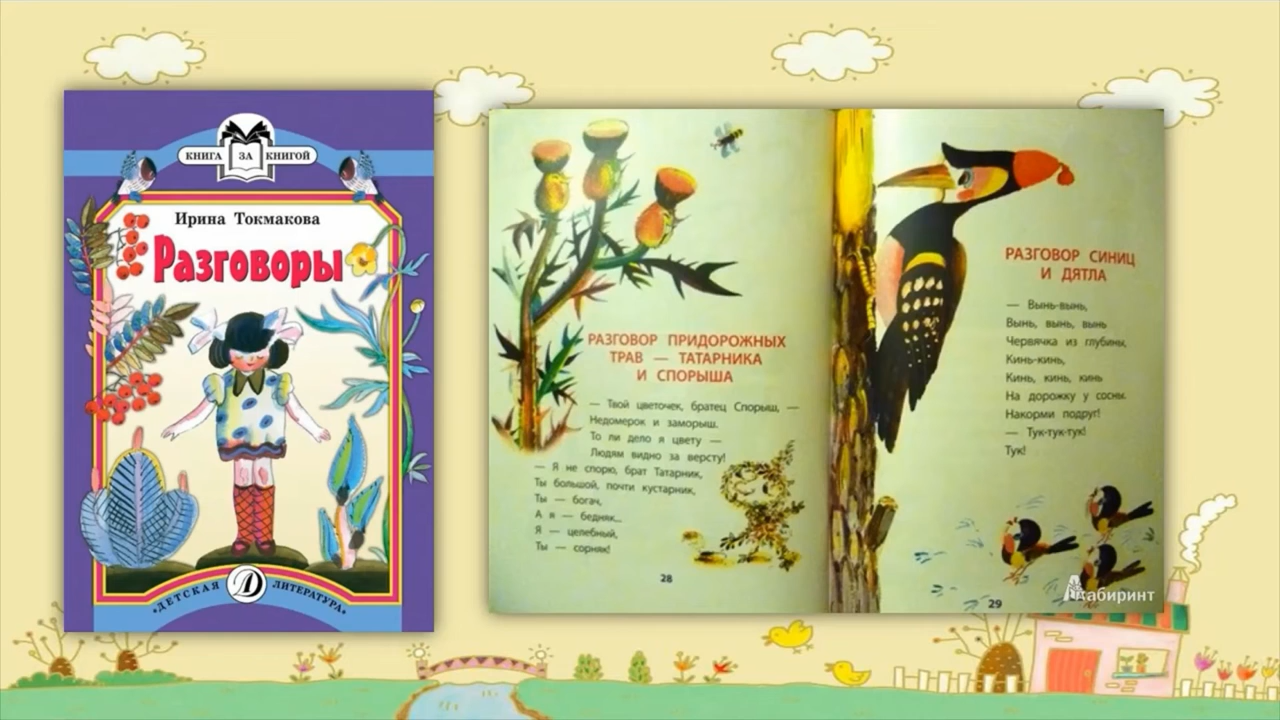 КНИГА ЗА КНИГОЙ
Ирина Токмакова
Разговоры
«ДЕТСКАЯ ЛИТЕРАТУРА»
РАЗГОВОР ПРИДОРОЖНЫХ
ТРАВ — ТАТАРНИКА
И СПОРЫША
— Твой цветочек, братец Спорыш, —
Недомерок и заморыш.
То ли дело я цвету —
Людям видно за версту!
— Я не спорю, брат Татарник,
Ты большой, почти кустарник,
Ты — богач,
А я — бедняк...
Я — целебный,
Ты — сорняк!
28
РАЗГОВОР СИНИЦ
И ДЯТЛА
— Вынь-вынь,
Вынь, вынь, вынь
Червячка из глубины,
Кинь-кинь,
Кинь, кинь, кинь
На дорожку у сосны.
Накорми подруг!
— Тук-тук-тук!
Тук!
29
Лабиринт